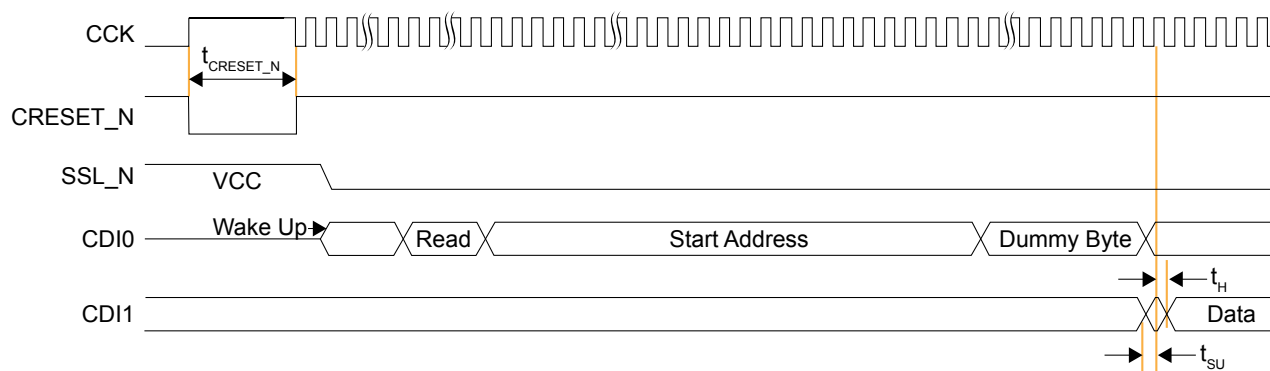 CCK
tCRESET_N
CRESET_N
SSL_N VCC
CDI0 Wake Up Read Start Address Dummy Byte
tH
CDI1 Data
tSU